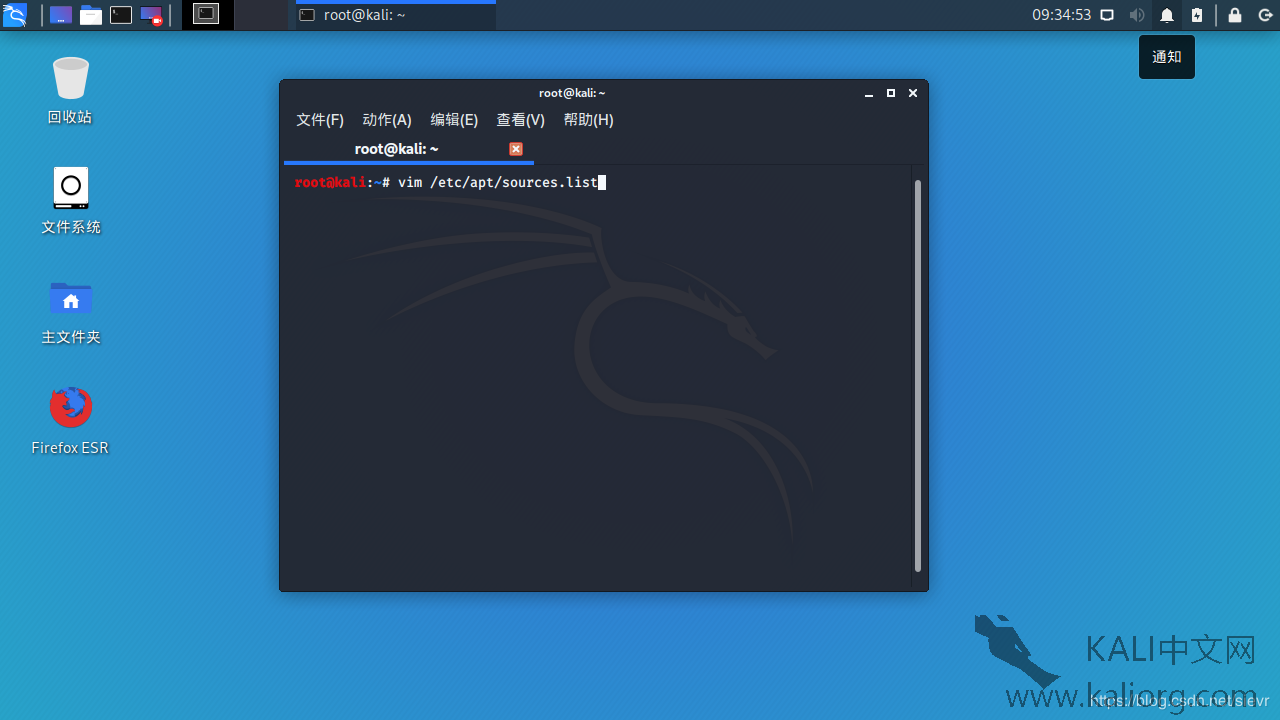 root@kali: ~
09:34:53
通知
回收站
文件系统
主文件夹
Firefox ESR
root@kali: ~
文件(F) 动作(A) 编辑(E) 查看(V) 帮助(H)
root@kali: ~
root@kali:~# vim /etc/apt/sources.list
KALI中文网
www.kaliorg.com
https://blog.csdn.net/sievr